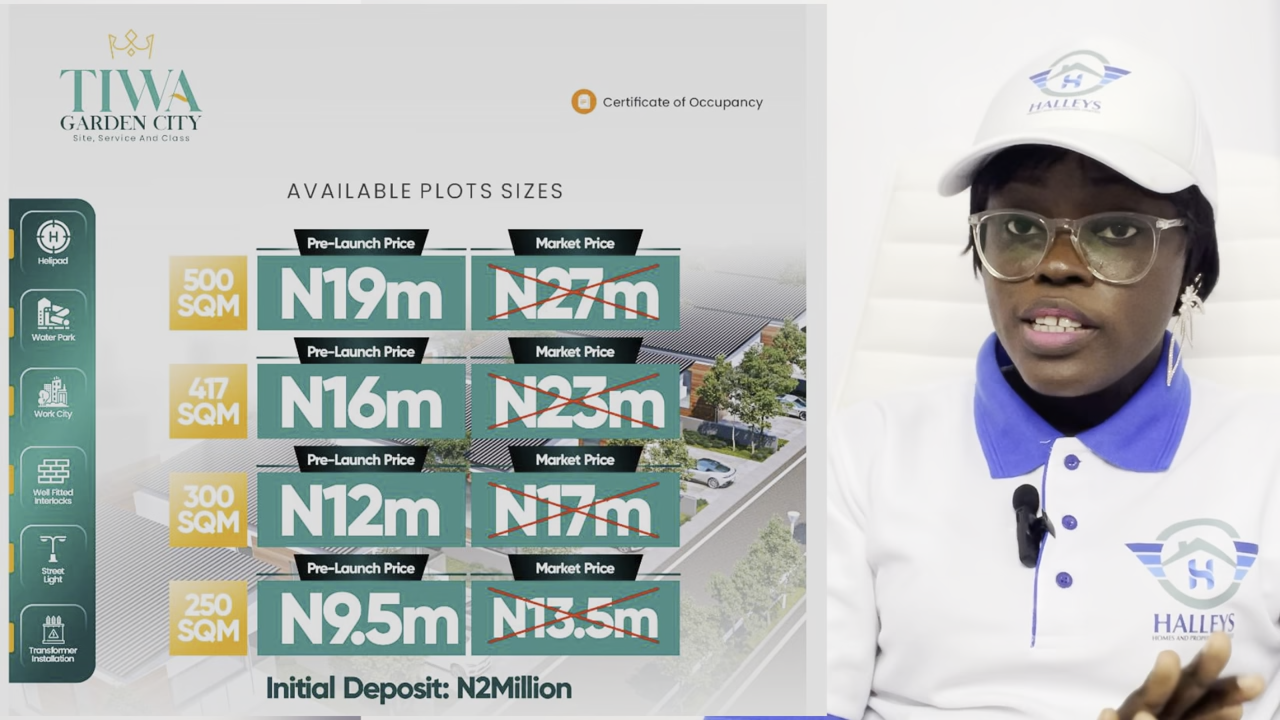 TIWA
GARDEN CITY
Site, Service And Class
Certificate of Occupancy
AVAILABLE PLOTS SIZES
Helipad
Water Park
Work City
Well Fitted
Interlocks
Street
Light
Transformer
Installation
Pre-Launch Price
Market Price
500
SQM
N19m
N27m
Pre-Launch Price
Market Price
417
SQM
N16m
N23m
Pre-Launch Price
Market Price
300
SQM
N12m
N17m
Pre-Launch Price
Market Price
250
SQM
N9.5m
N13.5m
Initial Deposit: N2Million
H
HALLEYS
H
HALLEYS
HOMES AND